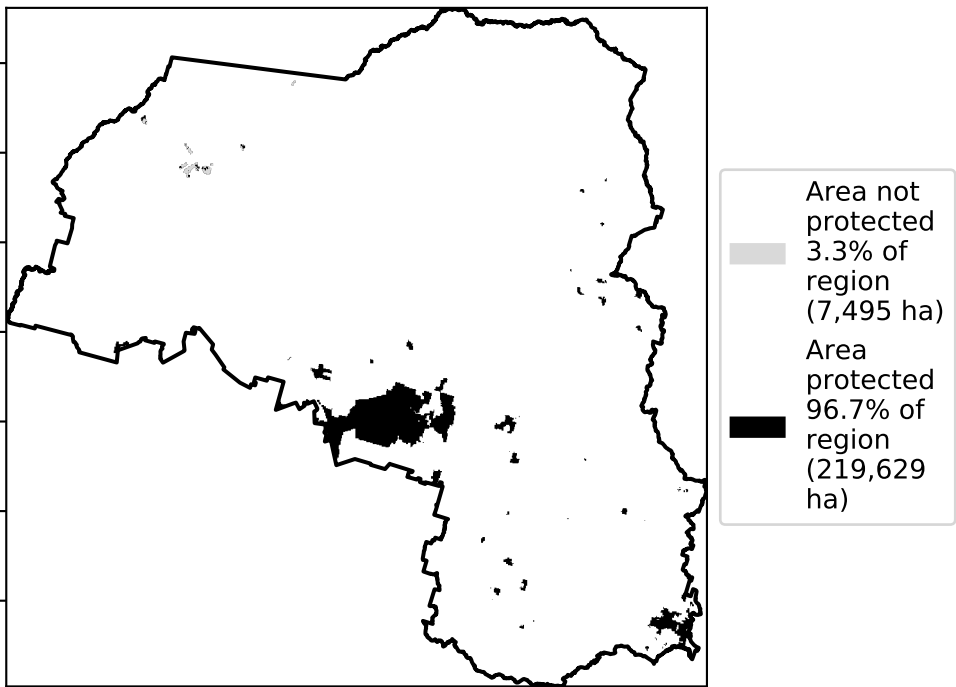 Area not
protected
3.3% of
region
(7,495 ha)
Area
protected
96.7% of
region
(219,629
ha)